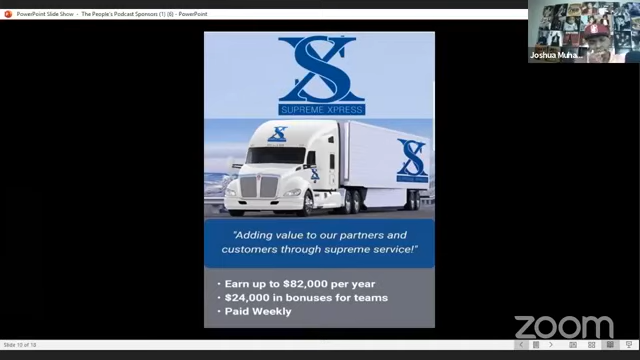 PowerPoint Slide Show - The People's Podcast Sponsors (1) (6) - PowerPoint
Joshua Muha...
XS
SUPREME XPRESS
"Adding value to our partners and
customers through supreme service!"
• Earn up to $82,000 per year
• $24,000 in bonuses for teams
• Paid Weekly
Slide 10 of 18
zoom